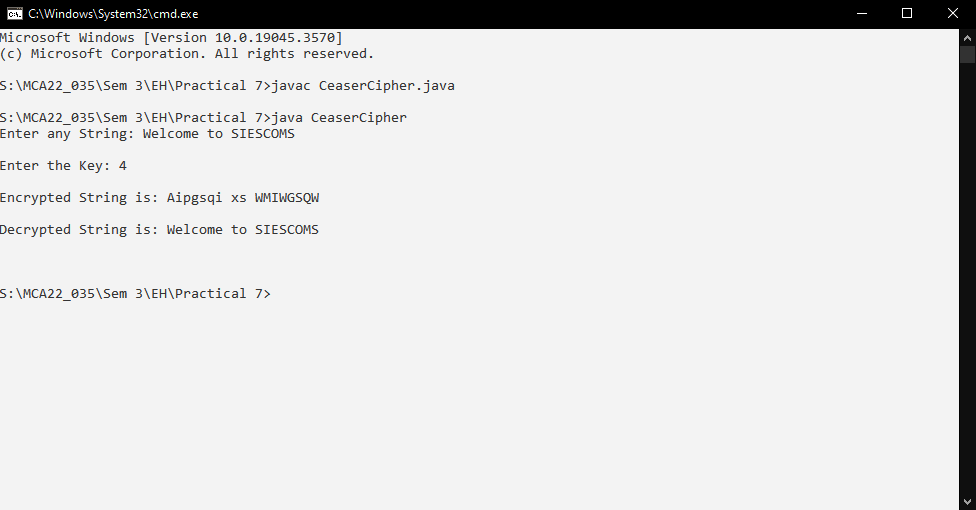 C:\Windows\System32\cmd.exe
Microsoft Windows [Version 10.0.19045.3570]
(c) Microsoft Corporation. All rights reserved.
S:\MCA22_035\Sem 3\EH\Practical 7>javac CeaserCipher.java
S:\MCA22_035\Sem 3\EH\Practical 7>java CeaserCipher
Enter any String: Welcome to SIESCOMS
Enter the Key: 4
Encrypted String is: Aipgsqi xs WMIWGSQW
Decrypted String is: Welcome to SIESCOMS
S:\MCA22_035\Sem 3\EH\Practical 7>